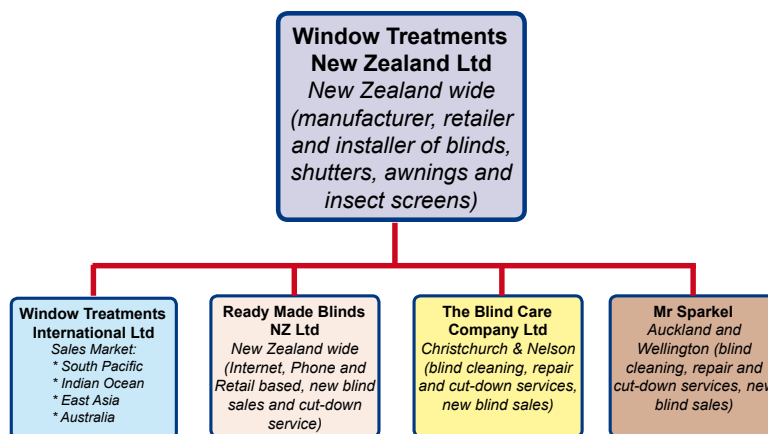 Window Treatments
New Zealand Ltd
New Zealand wide
(manufacturer, retailer
and installer of blinds,
shutters, awnings and
insect screens)
Window Treatments
International Ltd
Sales Market:
* South Pacific
* Indian Ocean
* East Asia
* Australia
Ready Made Blinds
NZ Ltd
New Zealand wide
(Internet, Phone and
Retail based, new blind
sales and cut-down
service)
The Blind Care
Company Ltd
Christchurch & Nelson
(blind cleaning, repair
and cut-down services,
new blind sales)
Mr Sparkel
Auckland and
Wellington (blind
cleaning, repair and
cut-down services, new
blind sales)